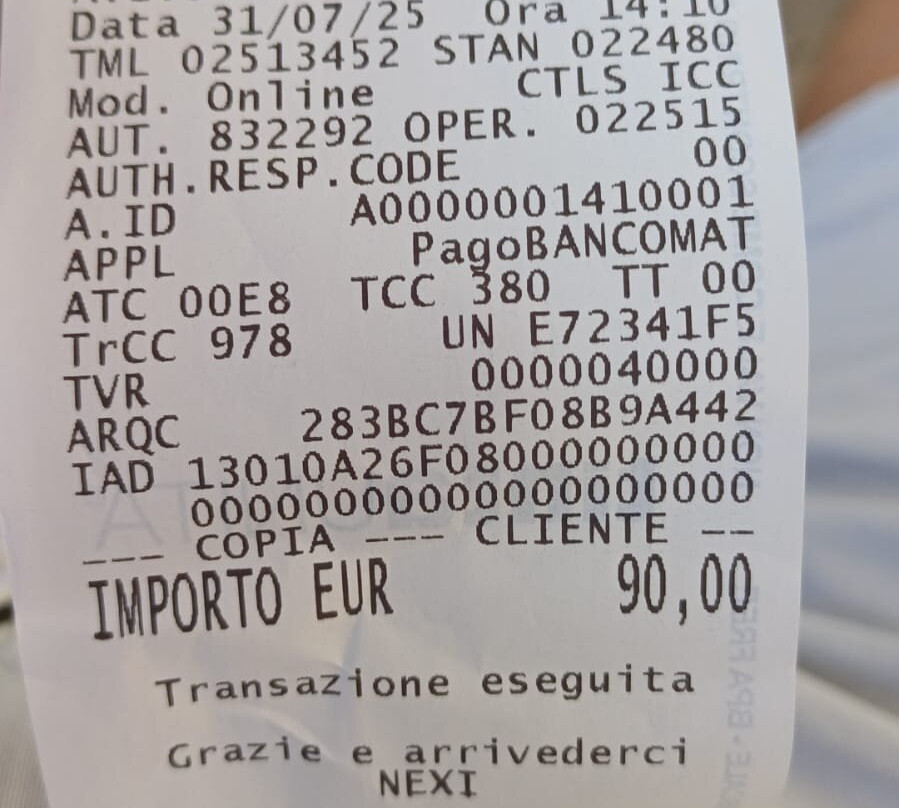 Data 31/07/25 Ora 14:10
TML 02513452 STAN 022480
Mod. Online CTLS ICC
AUT. 832292 OPER. 022515
AUTH.RESP.CODE 00
A.ID A0000001410001
APPL PagoBANCOMAT
ATC 00E8 TCC 380 TT 00
TrCC 978 UN E72341F5
TVR 0000040000
ARQC 283BC7BF08B9A442
IAD 13010A26F08000000000
00000000000000000000
--- COPIA --- CLIENTE --
IMPORTO EUR 90,00
Transazione eseguita
Grazie e arrivederci
NEXI